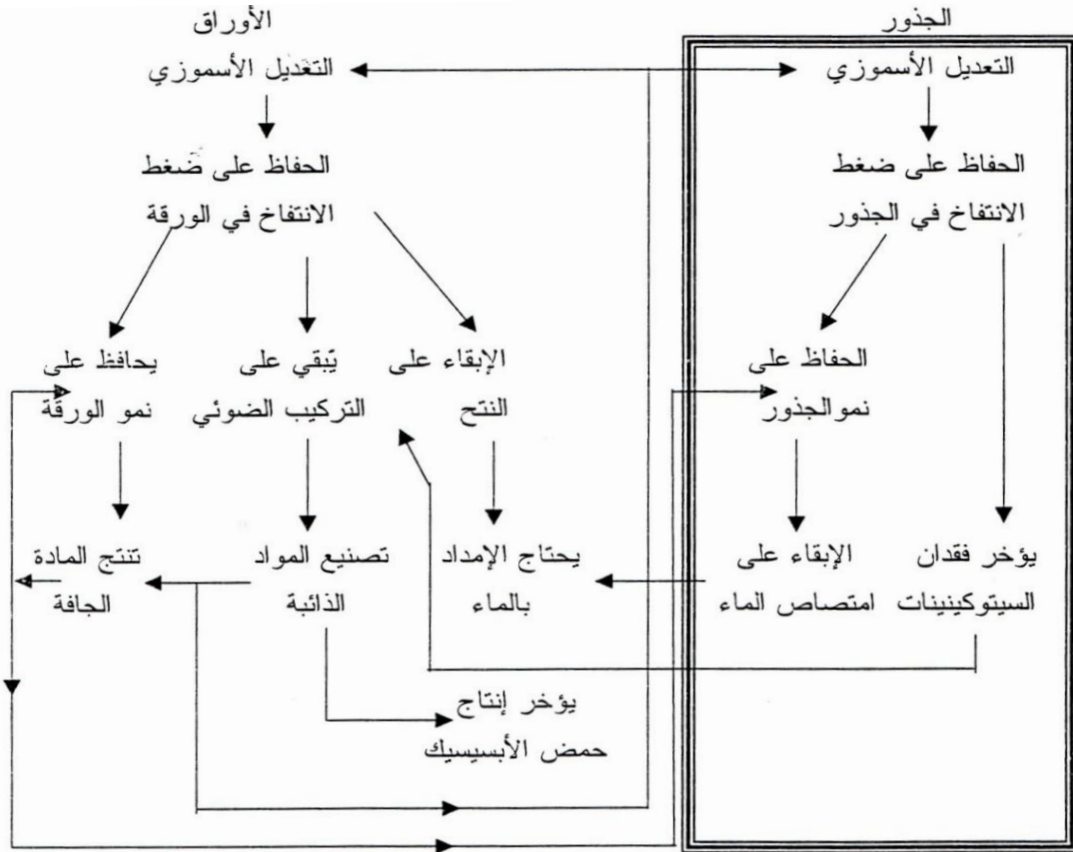 الجذور
التعديل الأسموزي
الحفاظ على ضغط
الانتفاخ في الجذور
الحفاظ على
نمو الجذور
الإبقاء على
امتصاص الماء
يؤخر فقدان
السيتوكينينات
الأوراق
التعديل الأسموزي
الحفاظ على ضغط
الانتفاخ في الورقة
الإبقاء على
النتح
يحتاج الإمداد
بالماء
يبقي على
التركيب الضوئي
تصنيع المواد
الذائبة
يؤخر إنتاج
حمض الأبسيسيك
يحافظ على
نمو الورقة
تنتج المادة
الجافة